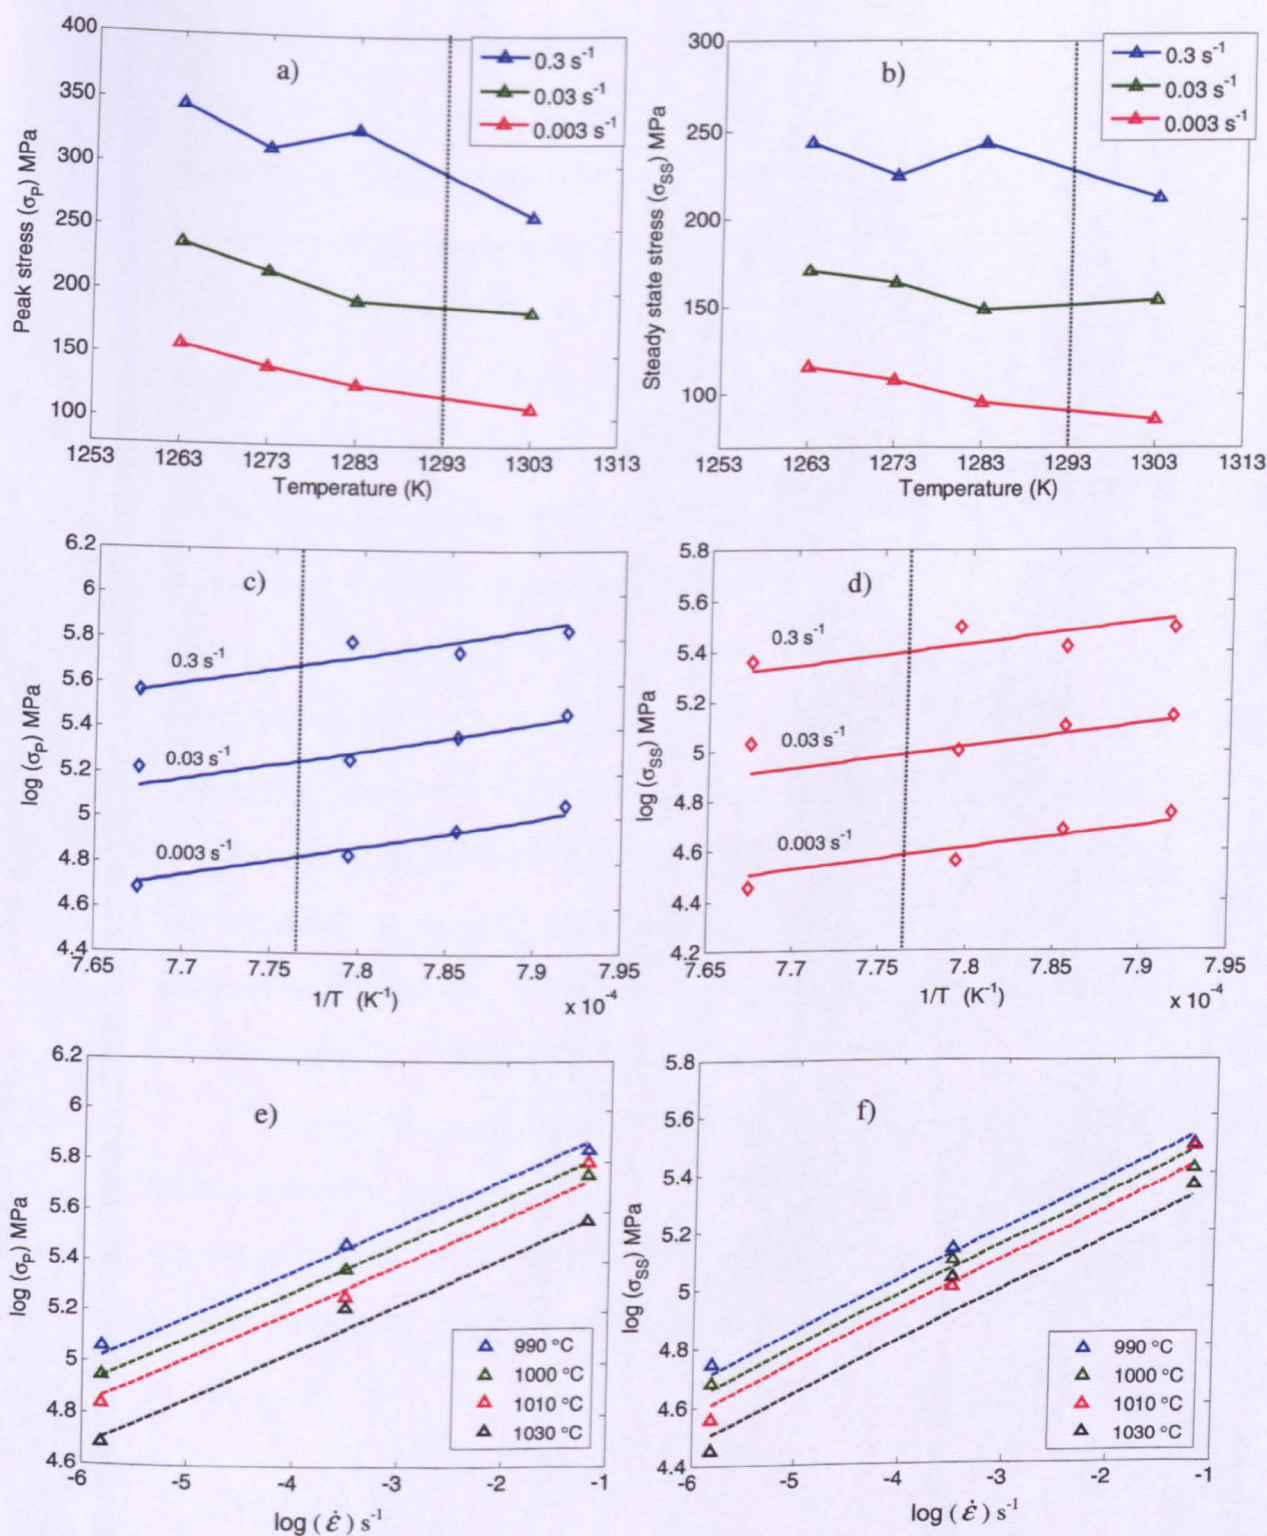 400
350
300
250
200
150
100
Peak stress (σP) MPa
a)
0.3 s-1
0.03 s-1
0.003 s-1
1253 1263 1273 1283 1293 1303 1313
Temperature (K)
300
250
200
150
100
Steady state stress (σSS) MPa
b)
0.3 s-1
0.03 s-1
0.003 s-1
1253 1263 1273 1283 1293 1303 1313
Temperature (K)
6.2
6
5.8
5.6
5.4
5.2
5
4.8
4.6
4.4
log (σP) MPa
c)
0.3 s-1
0.03 s-1
0.003 s-1
7.65 7.7 7.75 7.8 7.85 7.9 7.95
1/T (K-1)
x 10-4
5.8
5.6
5.4
5.2
5
4.8
4.6
4.4
4.2
log (σSS) MPa
d)
0.3 s-1
0.03 s-1
0.003 s-1
7.65 7.7 7.75 7.8 7.85 7.9 7.95
1/T (K-1)
x 10-4
6.2
6
5.8
5.6
5.4
5.2
5
4.8
4.6
log (σP) MPa
e)
990 °C
1000 °C
1010 °C
1030 °C
-6 -5 -4 -3 -2 -1
log ( ε̇ ) s-1
5.8
5.6
5.4
5.2
5
4.8
4.6
4.4
log (σSS) MPa
f)
990 °C
1000 °C
1010 °C
1030 °C
-6 -5 -4 -3 -2 -1
log ( ε̇ ) s-1